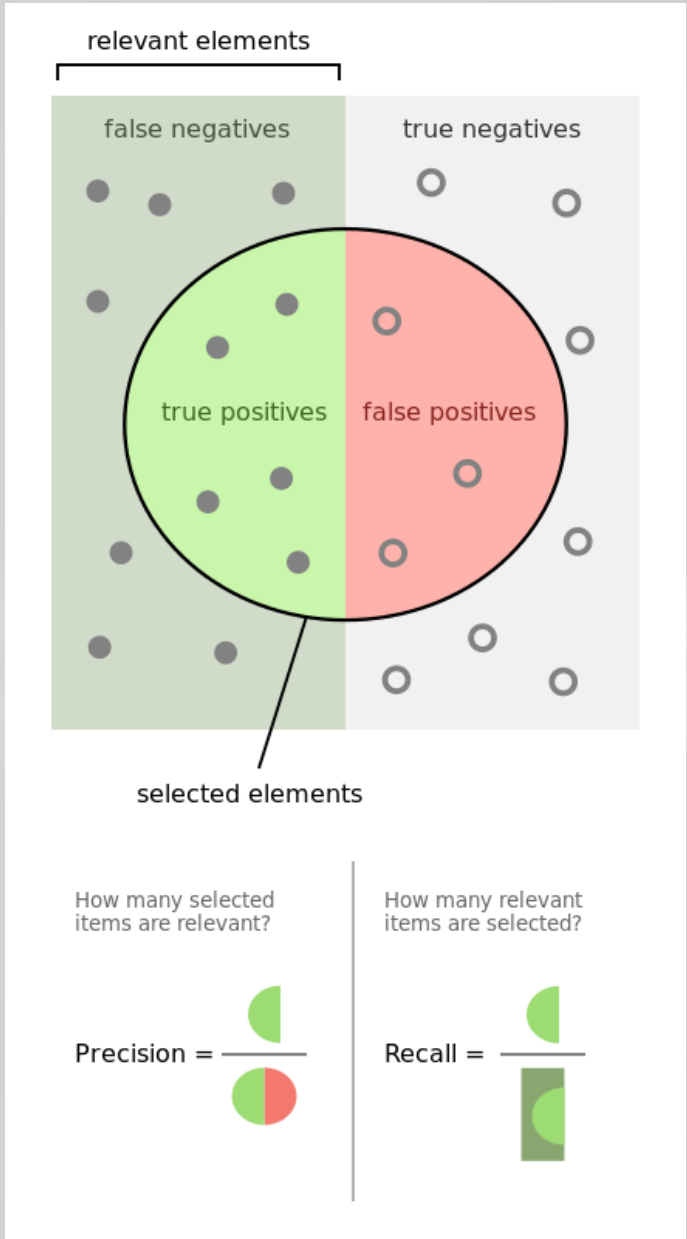 relevant elements
false negatives
true negatives
true positives
false positives
selected elements
How many selected
items are relevant?
How many relevant
items are selected?
Precision =
Recall =